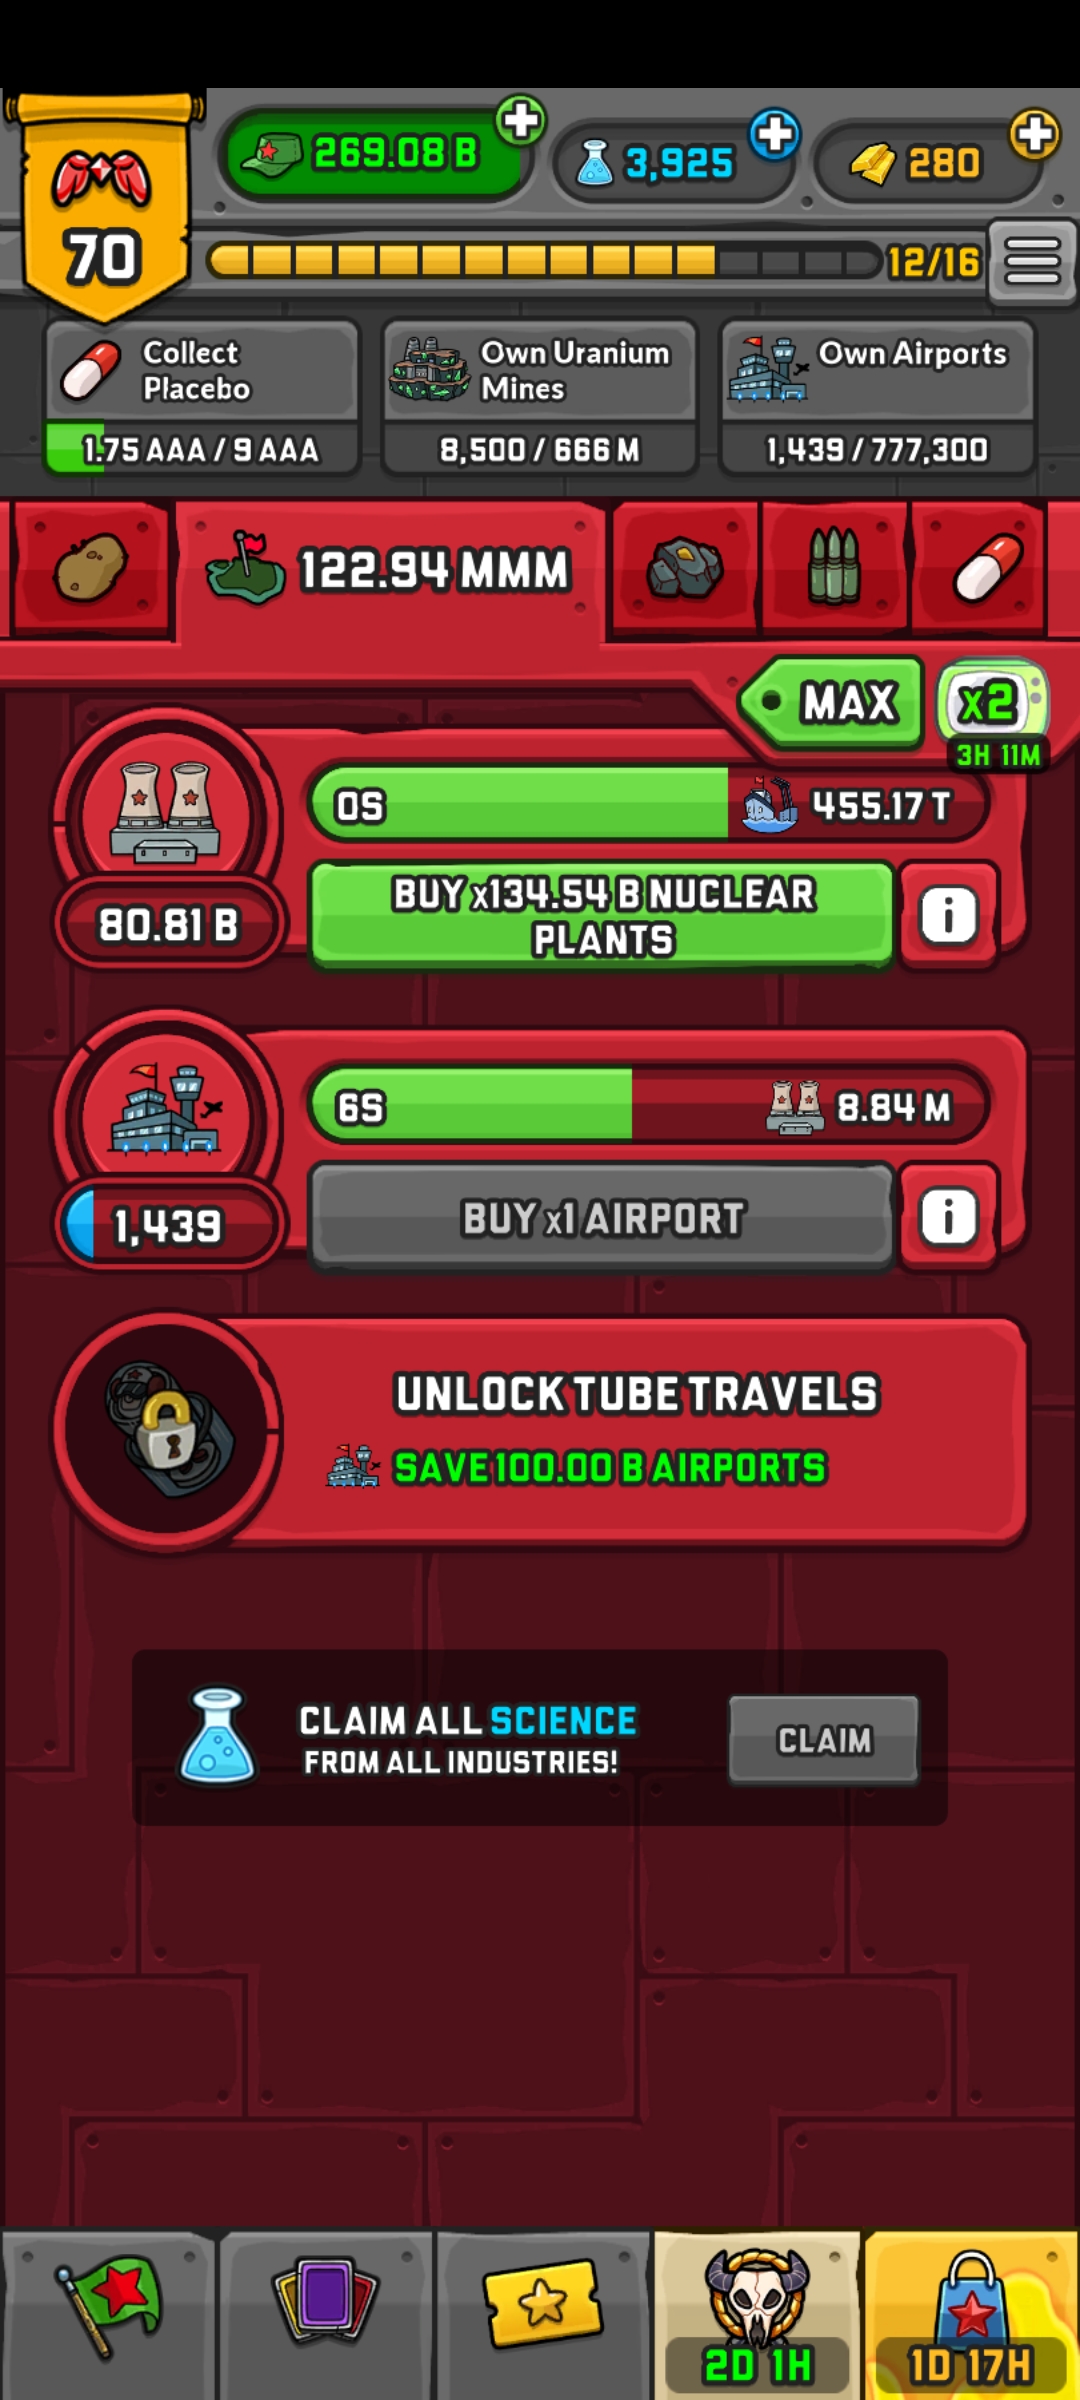 269.08 B
3,925
280
70
12/16
Collect
Placebo
1.75 AAA / 9 AAA
Own Uranium
Mines
8,500 / 666 M
Own Airports
1,439 / 777,300
122.94 MMM
MAX
x2
3H 11M
0S
455.17 T
80.81 B
BUY x134.54 B NUCLEAR
PLANTS
i
6S
8.84 M
1,439
BUY x1 AIRPORT
i
UNLOCK TUBE TRAVELS
SAVE 100.00 B AIRPORTS
CLAIM ALL SCIENCE
FROM ALL INDUSTRIES!
CLAIM
2D 1H
1D 17H